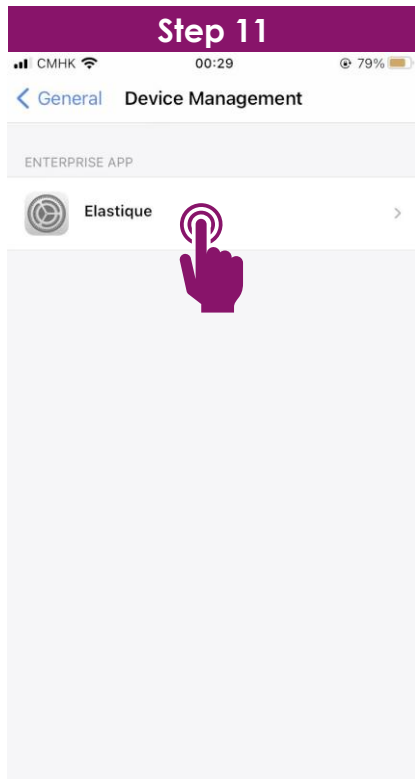 Step 11
CMHK 00:29 79%
General Device Management
ENTERPRISE APP
Elastique